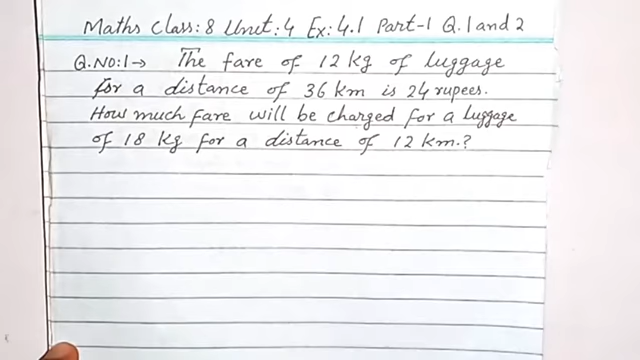 Maths Class:8 Unit:4 Ex:4.1 Part-1 Q.1 and 2
Q.NO:1→ The fare of 12 kg of luggage
for a distance of 36 km is 24 rupees.
How much fare will be charged for a luggage
of 18 kg for a distance of 12 km.?